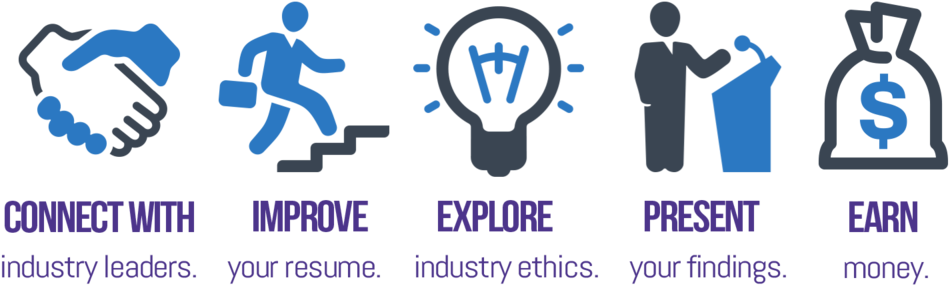 $
CONNECT WITH
industry leaders.
IMPROVE
your resume.
EXPLORE
industry ethics.
PRESENT
your findings.
EARN
money.